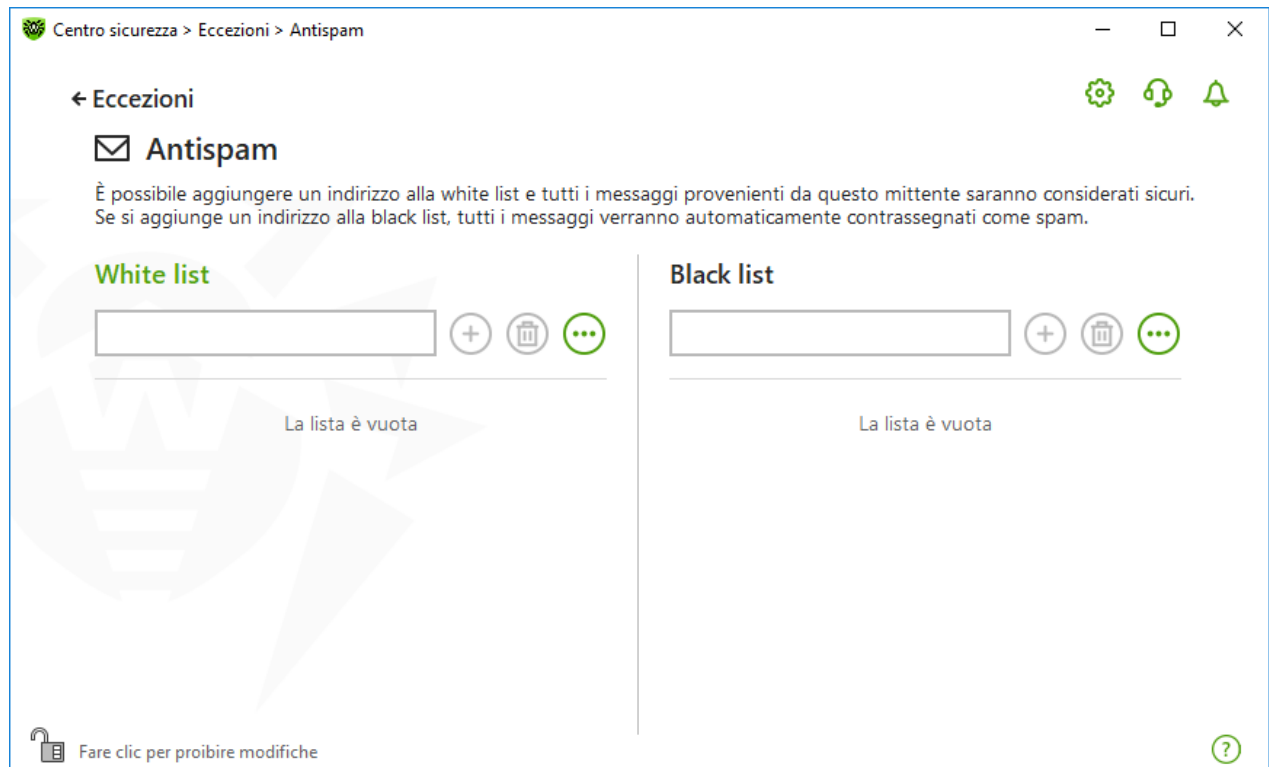 Centro sicurezza > Eccezioni > Antispam
Eccezioni
Antispam
È possibile aggiungere un indirizzo alla white list e tutti i messaggi provenienti da questo mittente saranno considerati sicuri.
Se si aggiunge un indirizzo alla black list, tutti i messaggi verranno automaticamente contrassegnati come spam.
White list
Black list
La lista è vuota
La lista è vuota
Fare clic per proibire modifiche
?